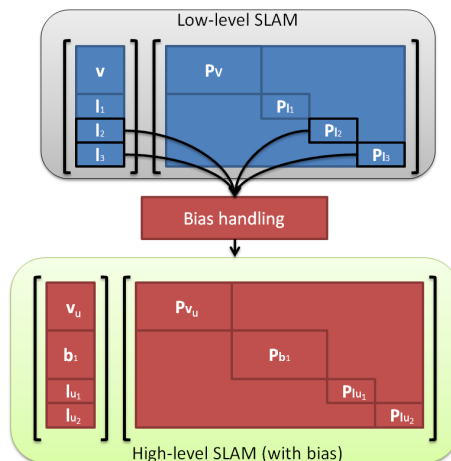 Low-level SLAM
v Pv
l1 Pl1
l2 Pl2
l3 Pl3
Bias handling
vu Pvu
b1 Pb1
lu1 Plu1
lu2 Plu2
High-level SLAM (with bias)